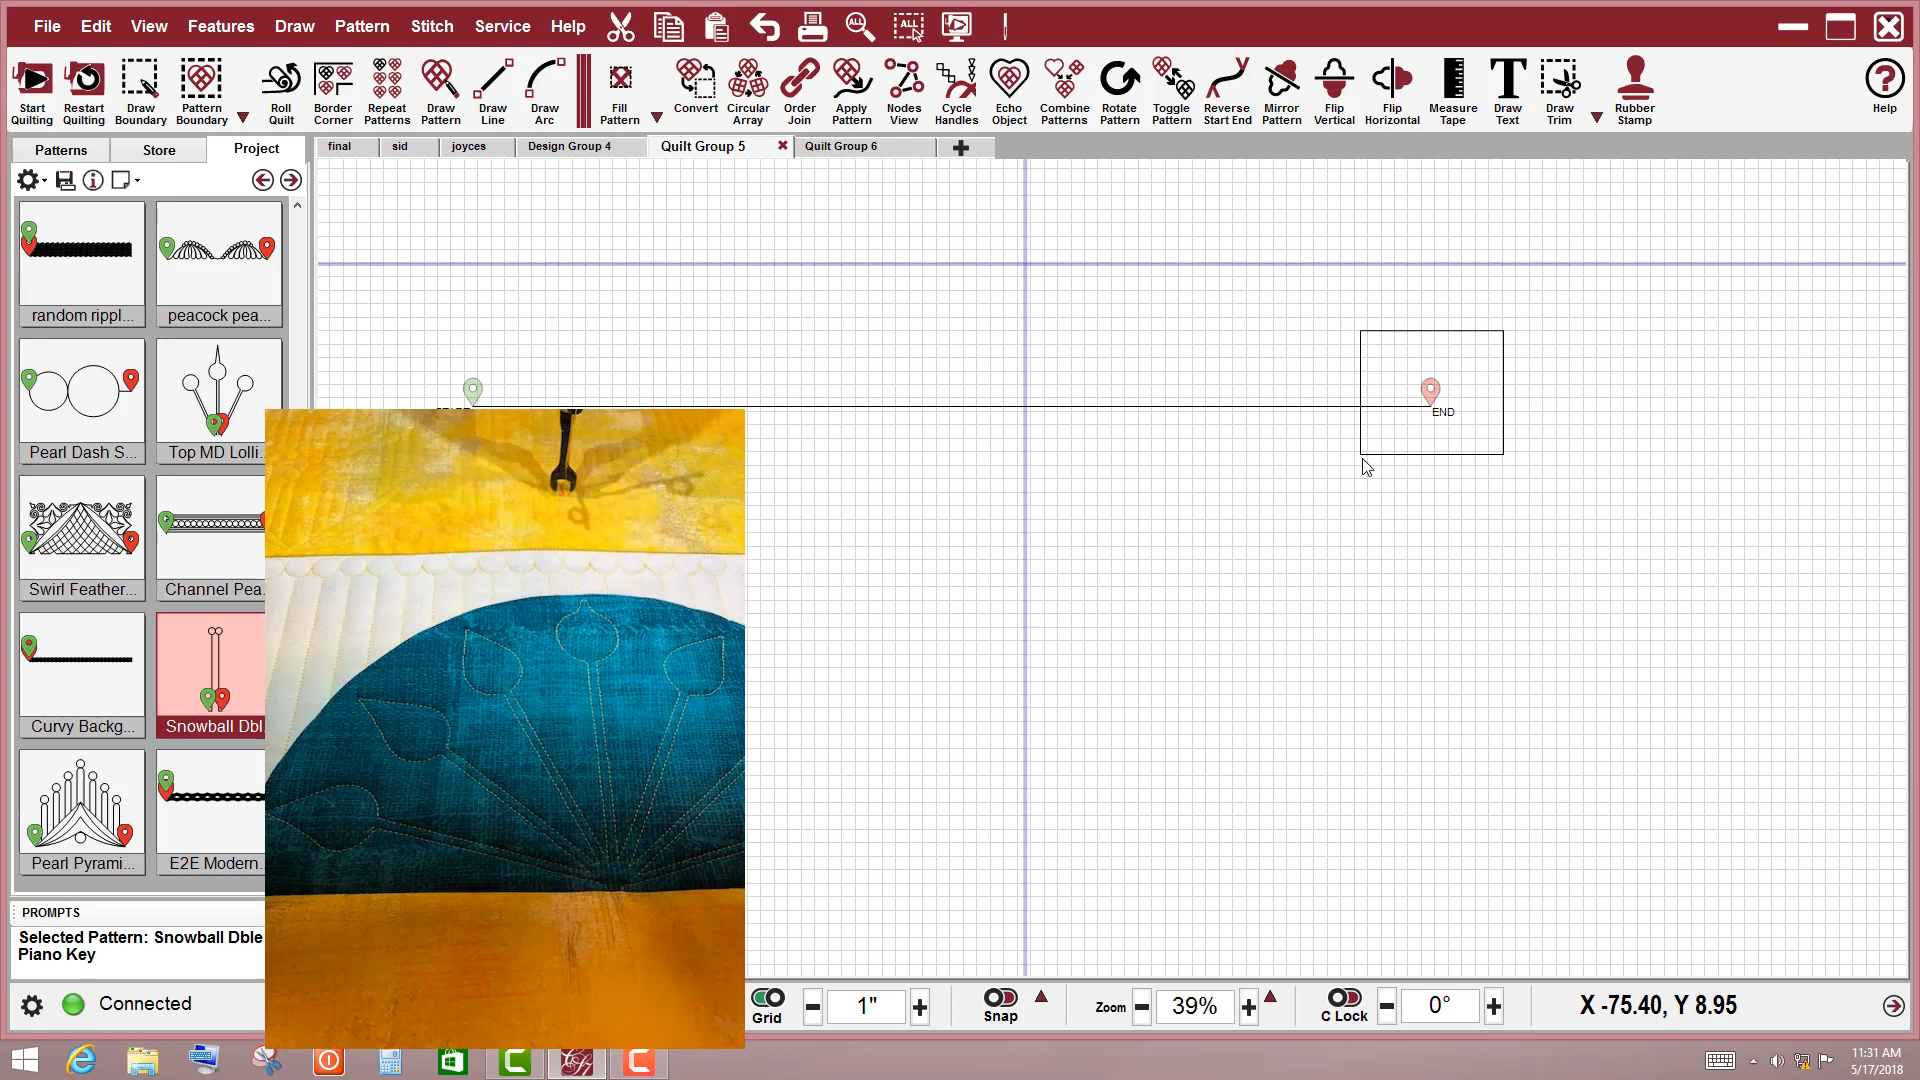 File Edit View Features Draw Pattern Stitch Service Help
ALL
ALL
Start Quilting
Restart Quilting
Draw Boundary
Pattern Boundary
Roll Quilt
Border Corner
Repeat Patterns
Draw Pattern
Draw Line
Draw Arc
Fill Pattern
Convert
Circular Array
Order Join
Apply Pattern
Nodes View
Cycle Handles
Echo Object
Combine Patterns
Rotate Pattern
Toggle Pattern
Reverse Start End
Mirror Pattern
Flip Vertical
Flip Horizontal
Measure Tape
Draw Text
Draw Trim
Rubber Stamp
Help
Patterns Store Project
final sid joyces Design Group 4 Quilt Group 5 Quilt Group 6
random rippl... peacock pea...
Pearl Dash S... Top MD Lolli.
Swirl Feather... Channel Pea.
Curvy Backg... Snowball Dbl
Pearl Pyrami... E2E Modern.
END
PROMPTS
Selected Pattern: Snowball Dble
Piano Key
Connected
Grid 1" Snap Zoom 39% C Lock 0° X -75.40, Y 8.95
11:31 AM
5/17/2018